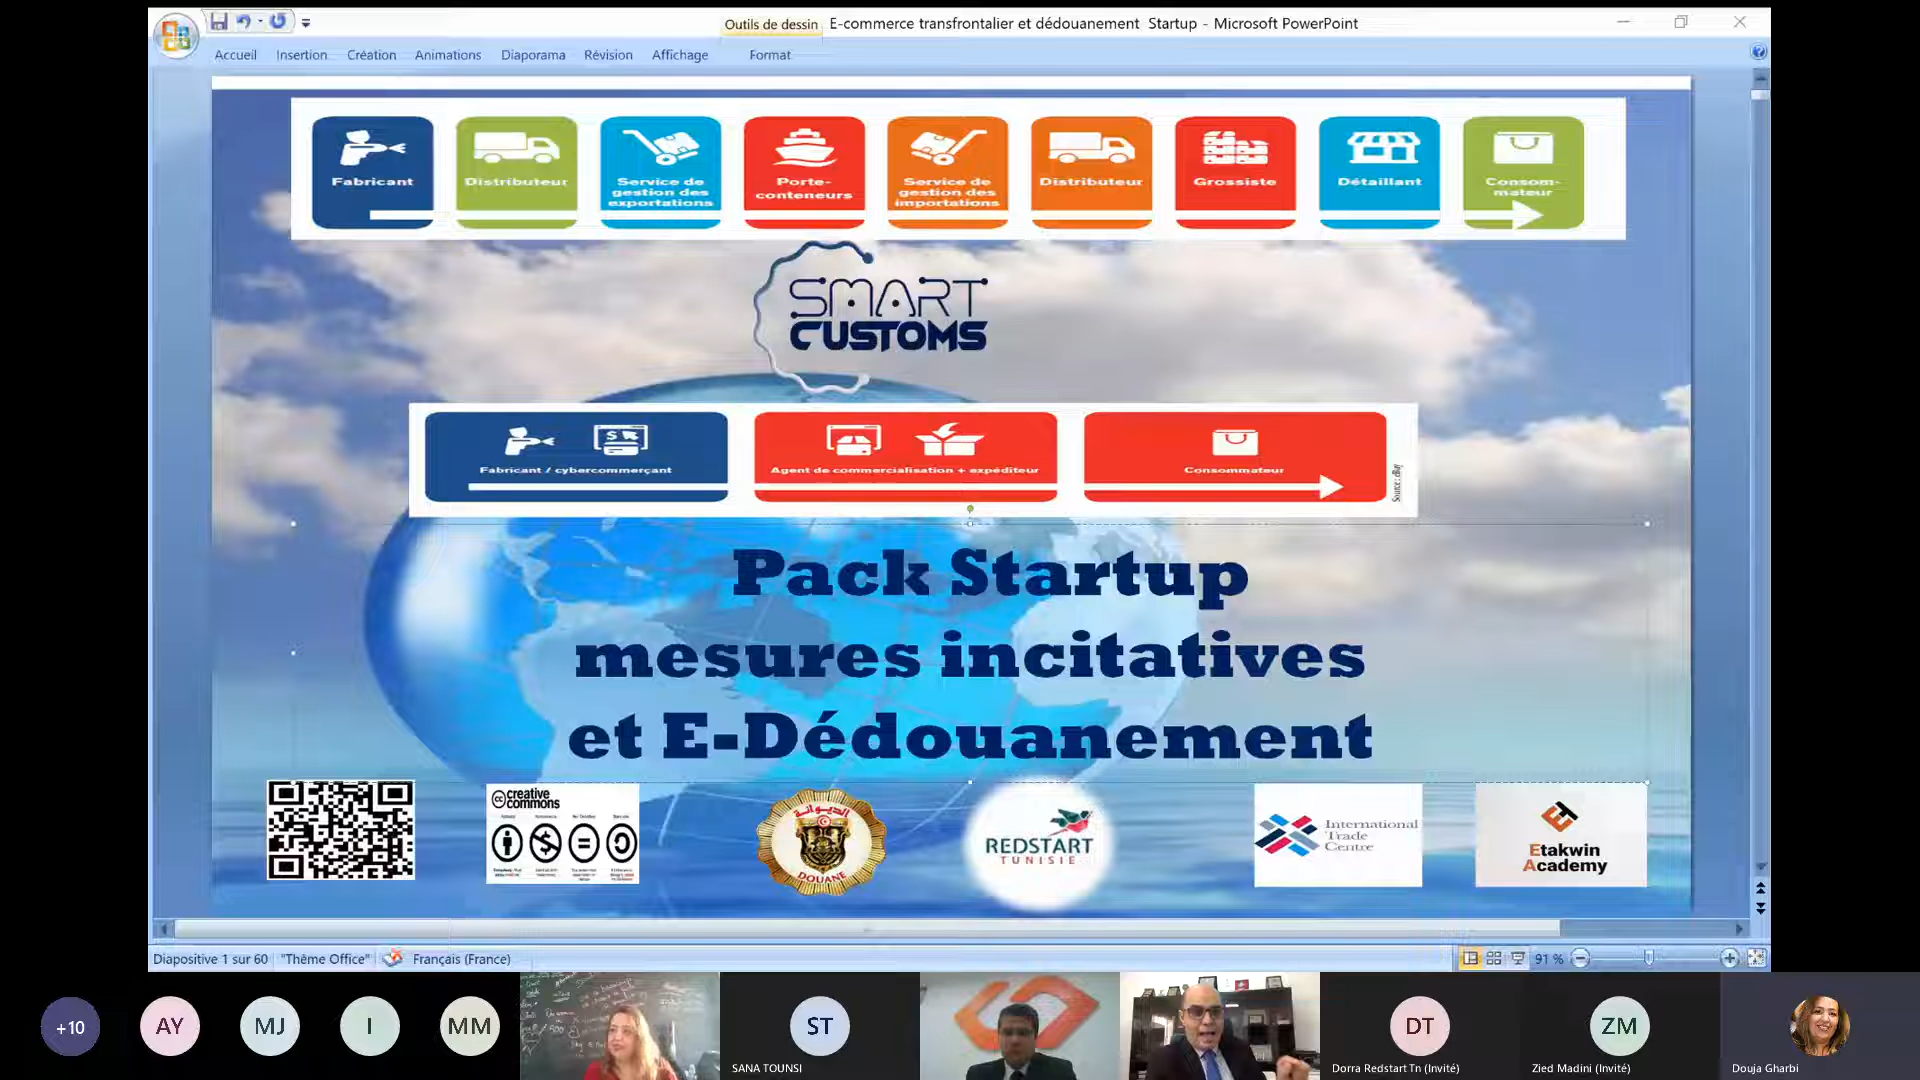 Outils de dessin
E-commerce transfrontalier et dédouanement Startup - Microsoft PowerPoint
Accueil Insertion Création Animations Diaporama Révision Affichage Format
Fabricant
Distributeur
Service de
gestion des
exportations
Porte-
conteneurs
Service de
gestion des
importations
Distributeur
Grossiste
Détaillant
Consom-
mateur
SMART
CUSTOMS
Fabricant / cybercommerçant
Agent de commercialisation + expéditeur
Consommateur
Source : eBay
Pack Startup
mesures incitatives
et E-Dédouanement
creative
commons
الديوانة
DOUANE
REDSTART
TUNISIE
International
Trade
Centre
Etakwin
Academy
Diapositive 1 sur 60 "Thème Office" Français (France) 91 %
+10 AY MJ I MM ST DT ZM
SANA TOUNSI
Dorra Redstart Tn (Invité)
Zied Madini (Invité)
Douja Gharbi